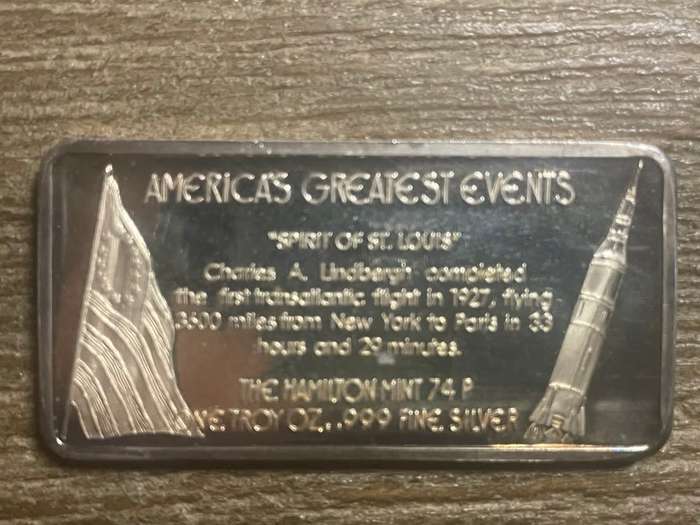 AMERICA'S GREATEST EVENTS
"SPIRIT OF ST. LOUIS"
Charles A. Lindbergh completed
the first transatlantic flight in 1927, flying
3600 miles from New York to Paris in 33
hours and 29 minutes.
THE HAMILTON MINT 74 P
ONE TROY OZ. .999 FINE SILVER